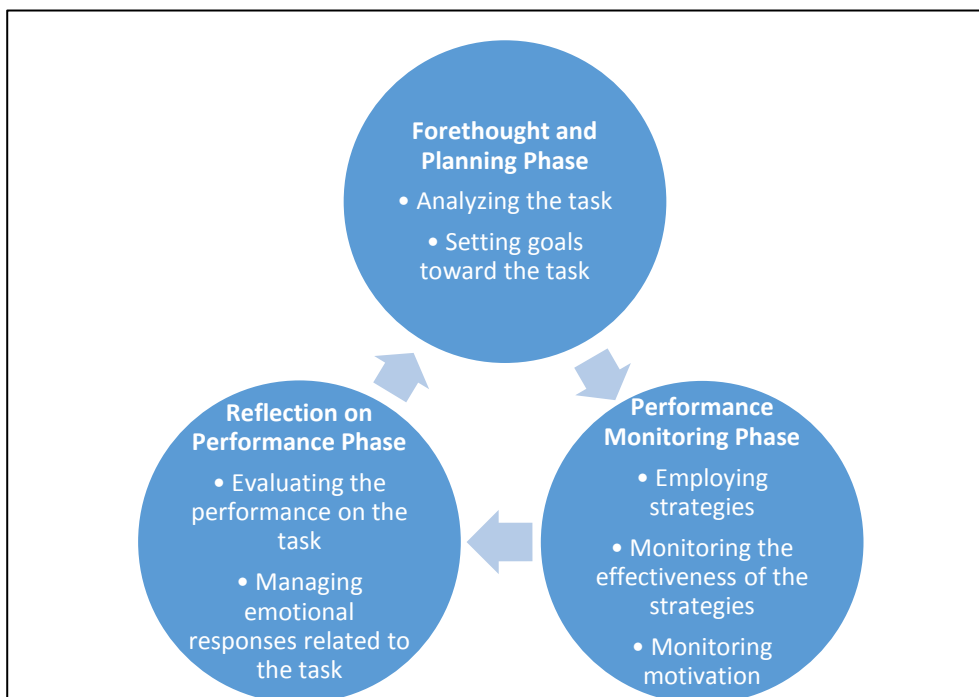 Forethought and
Planning Phase
• Analyzing the task
• Setting goals
toward the task
Performance
Monitoring Phase
• Employing
strategies
• Monitoring the
effectiveness of the
strategies
• Monitoring
motivation
Reflection on
Performance Phase
• Evaluating the
performance on the
task
• Managing
emotional
responses related to
the task